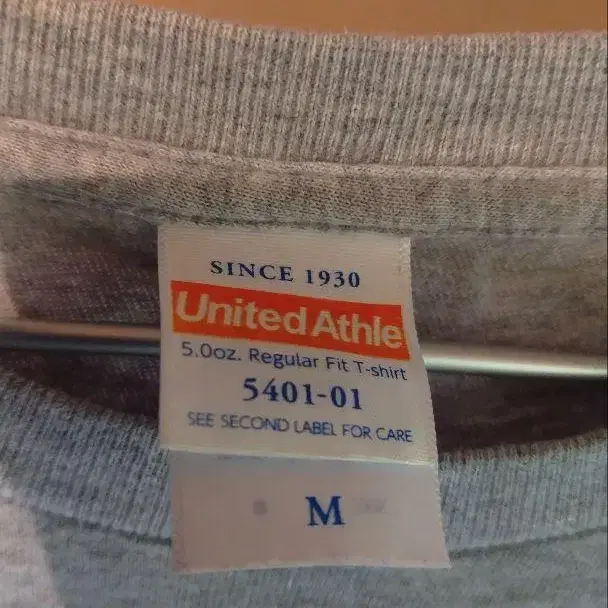 SINCE 1930
United Athle
5.0oz. Regular Fit T-shirt
5401-01
SEE SECOND LABEL FOR CARE
M